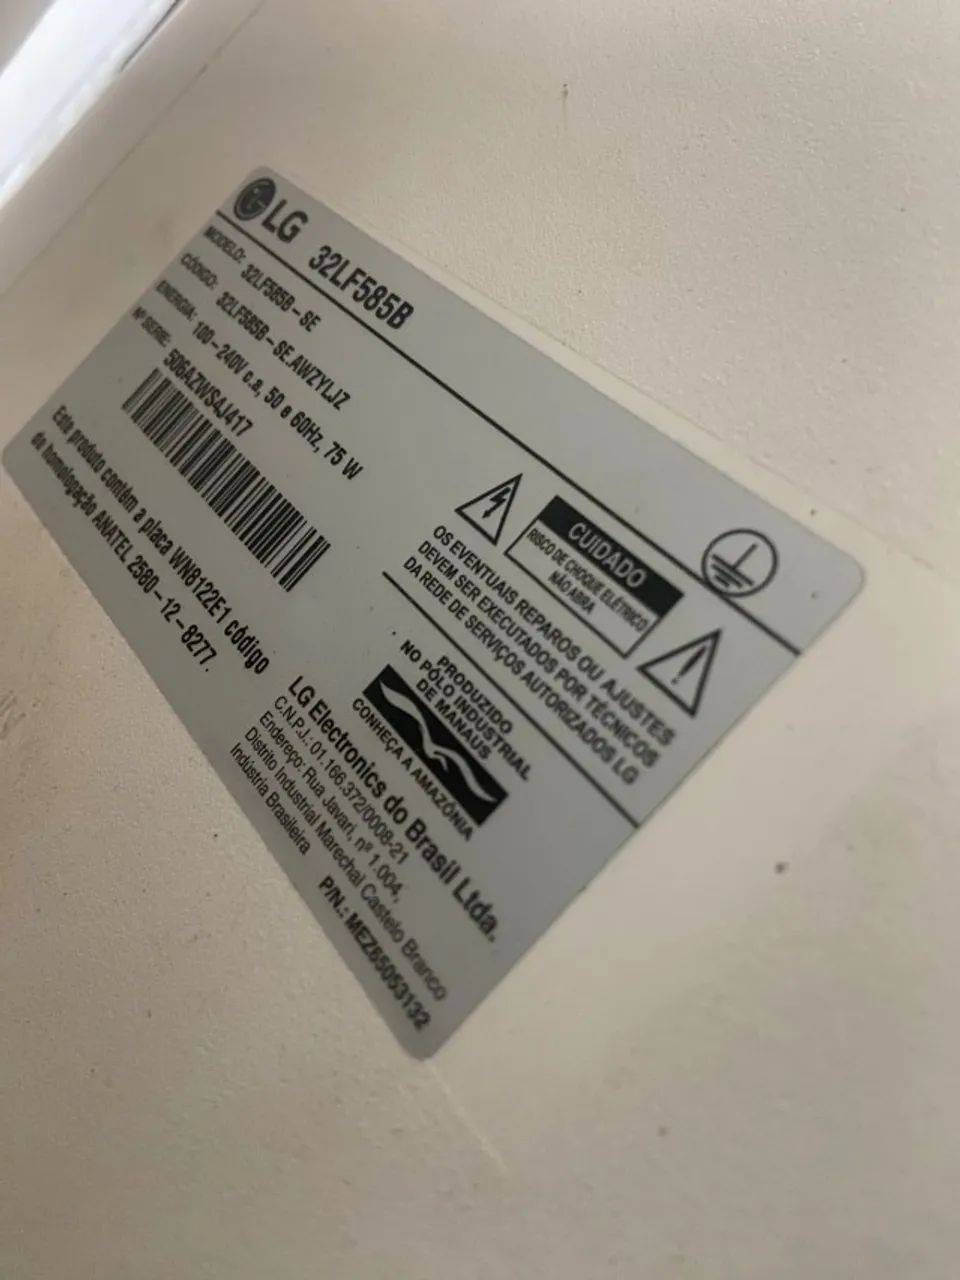 LG 32LF585B
MODELO: 32LF585B-SE
CÓDIGO: 32LF585B-SE.AWZYLJZ
ENERGIA: 100-240V c.a, 50 e 60Hz, 75 W
Nº SERIE: 506AZWS4J417
Este produto contém a placa WN8122E1 código
de homologação ANATEL 2580-12-8277.
CUIDADO
RISCO DE CHOQUE ELÉTRICO
NÃO ABRA
OS EVENTUAIS REPAROS OU AJUSTES
DEVEM SER EXECUTADOS POR TÉCNICOS
DA REDE DE SERVIÇOS AUTORIZADOS LG
PRODUZIDO
NO PÓLO INDUSTRIAL
DE MANAUS
CONHEÇA A AMAZÔNIA
LG Electronics do Brasil Ltda.
C.N.P.J.: 01.166.372/0008-21
Endereço: Rua Javari, nº 1.004,
Distrito Industrial Marechal Castelo Branco
Indústria Brasileira
P/N.: MEZ65053132